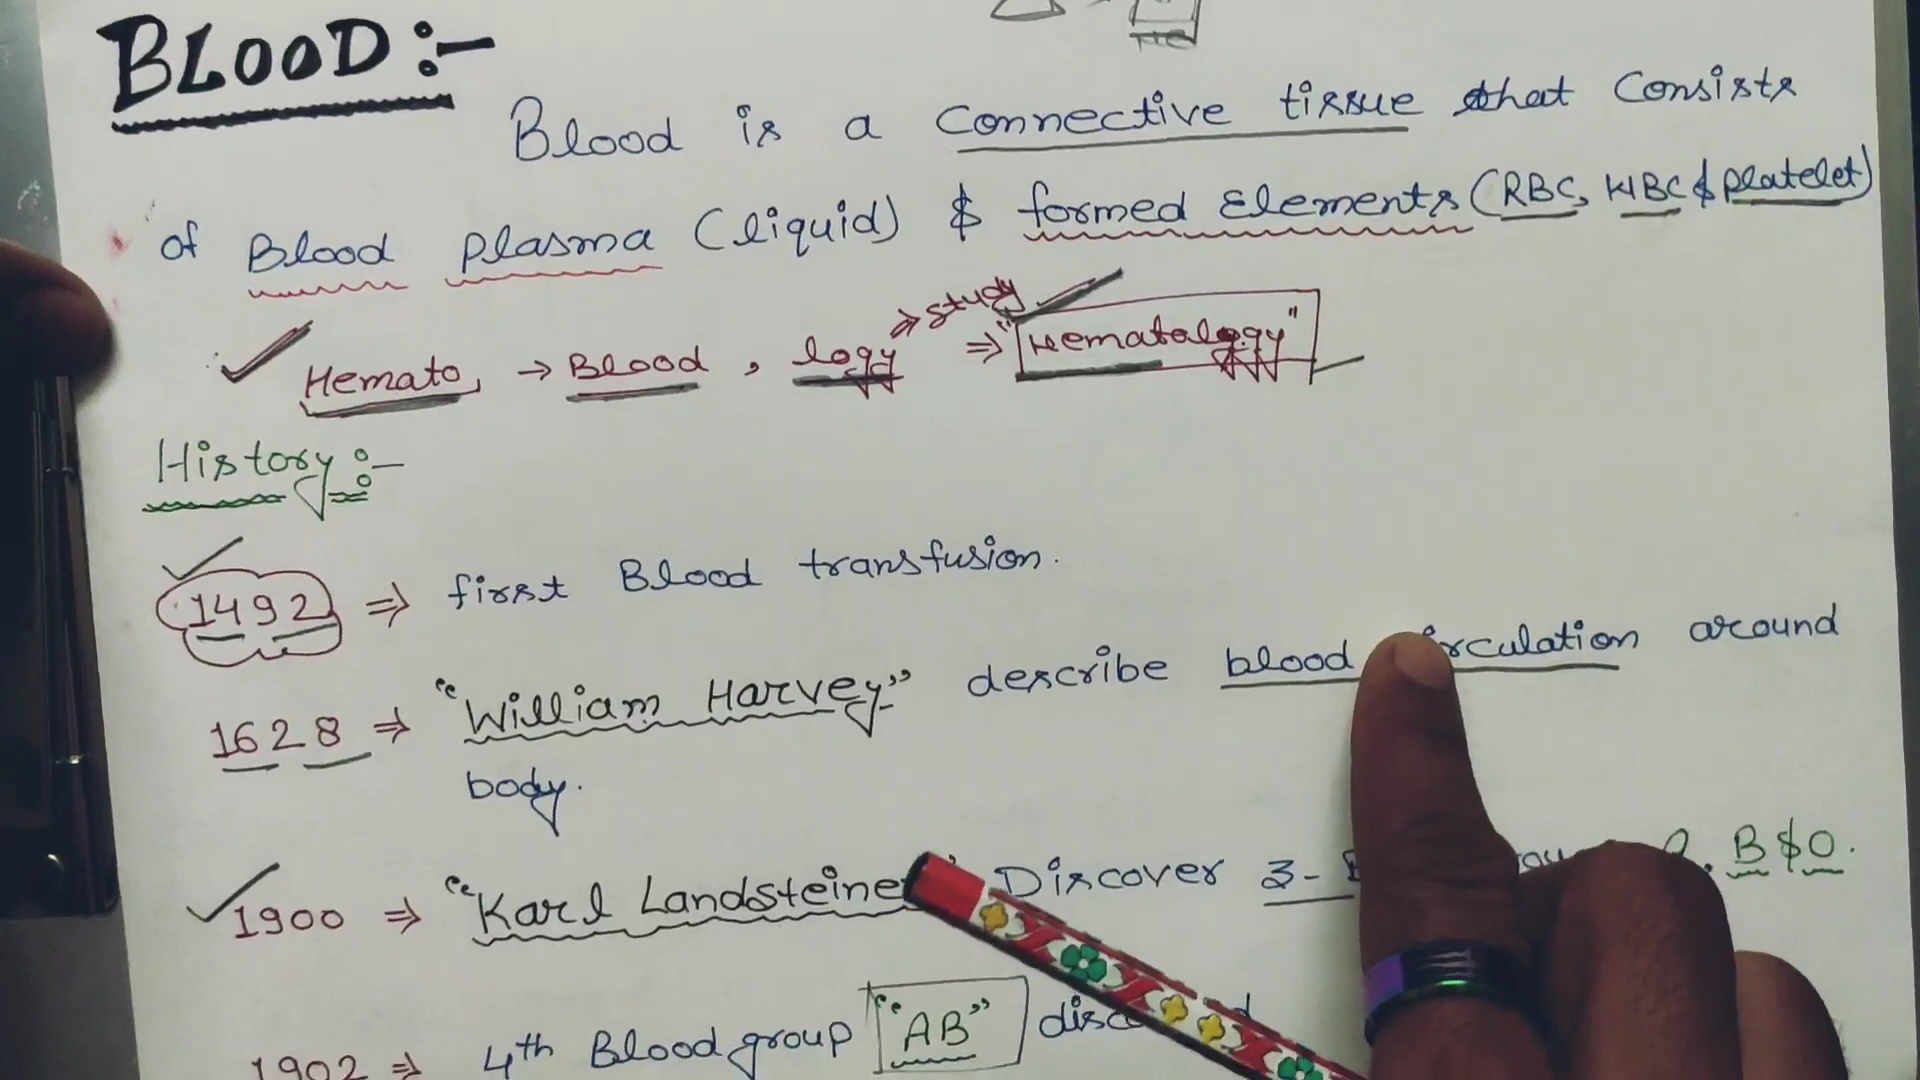 BLOOD:-
Blood is a connective tissue that consists
of Blood plasma (liquid) & formed Elements (RBC, WBC & platelet)
Hemato → Blood, logy ⇒ study ⇒ "Hematology"
History:-
1492 ⇒ first Blood transfusion.
1628 ⇒ "William Harvey" describe blood circulation around
body.
1900 ⇒ "Karl Landsteiner" Discover 3- B & O.
1902 ⇒ 4th Blood group "AB"